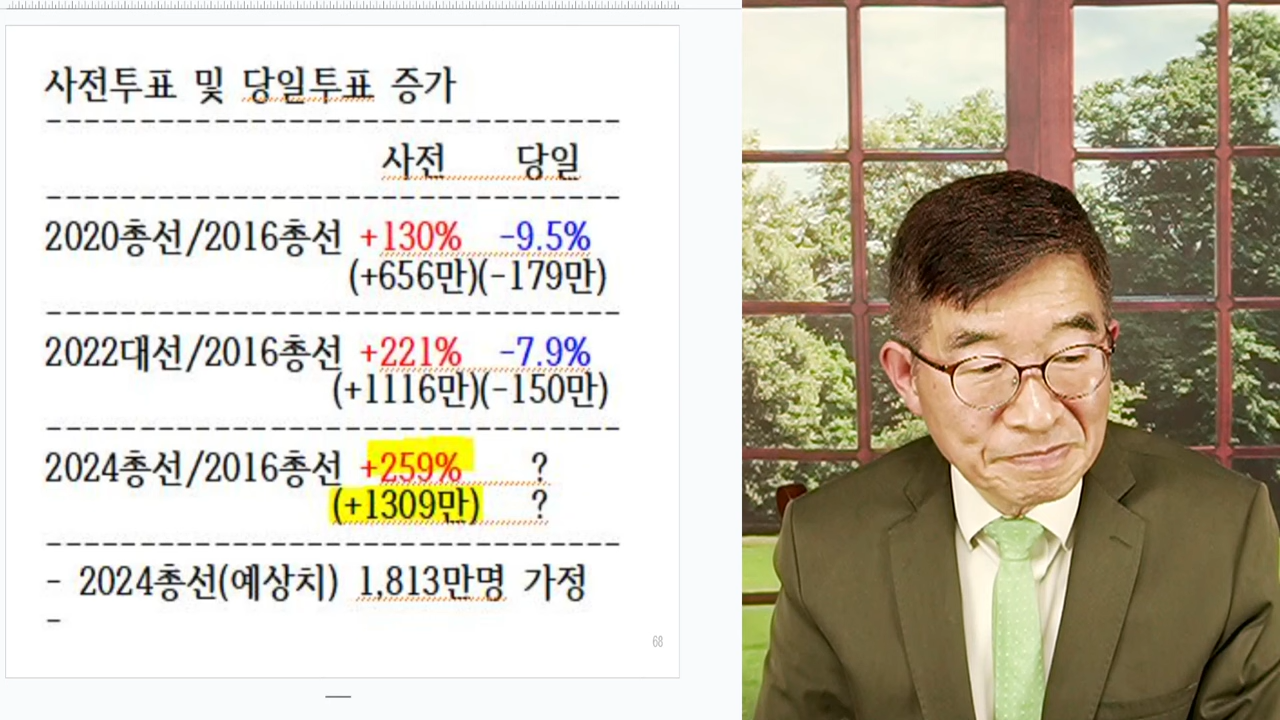 사전투표 및 당일투표 증가
사전 당일
2020총선/2016총선 +130% -9.5%
(+656만)(-179만)
2022대선/2016총선 +221% -7.9%
(+1116만)(-150만)
2024총선/2016총선 +259% ?
(+1309만) ?
- 2024총선(예상치) 1,813만명 가정
-
68